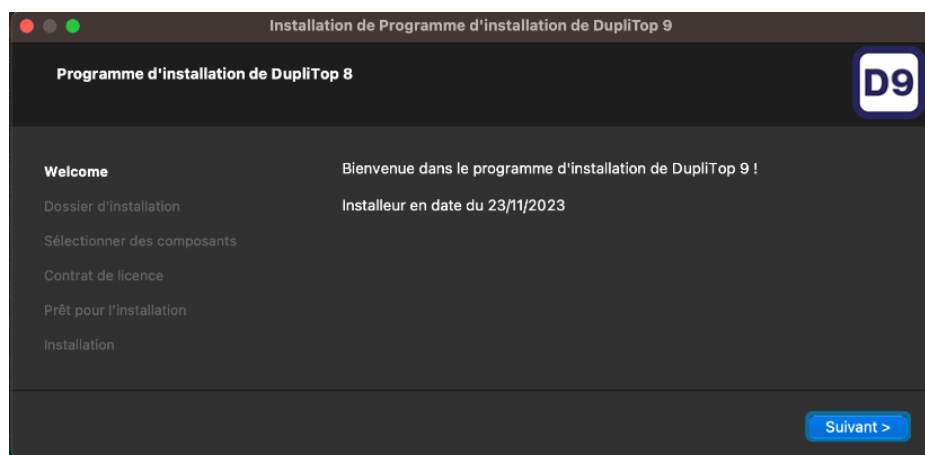 Installation de Programme d'installation de DupliTop 9
Programme d'installation de DupliTop 8
D9
Welcome
Dossier d'installation
Sélectionner des composants
Contrat de licence
Prêt pour l'installation
Installation
Bienvenue dans le programme d'installation de DupliTop 9 !
Installeur en date du 23/11/2023
Suivant >